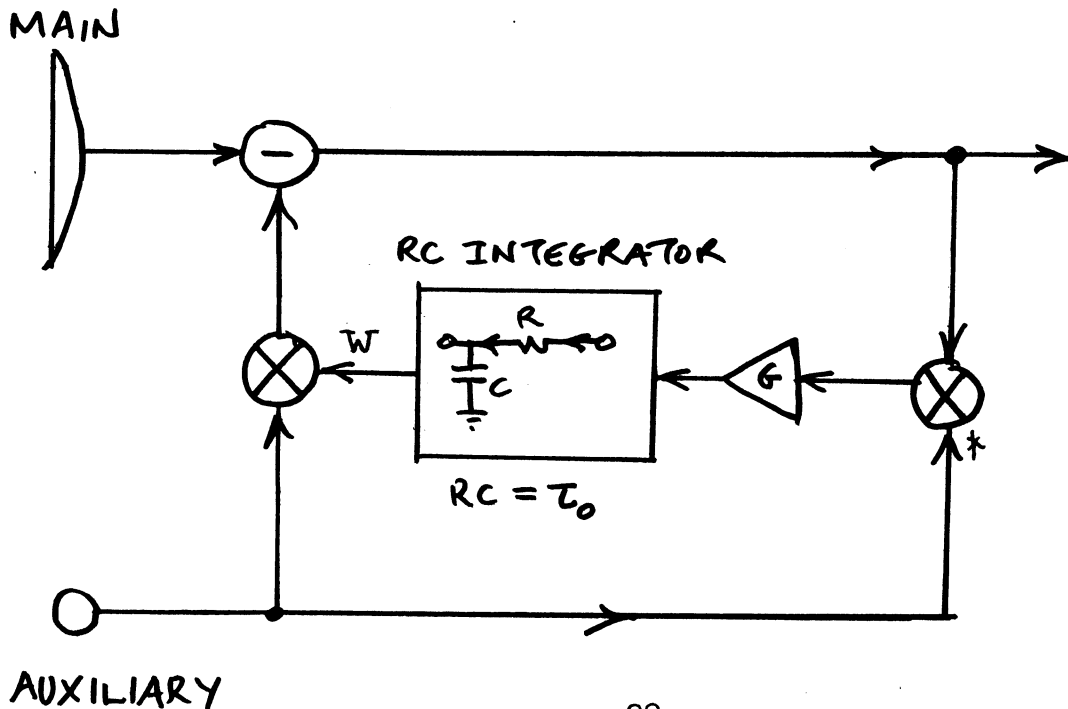 MAIN
−
RC INTEGRATOR
R
W
C
G
*
RC = τ₀
AUXILIARY